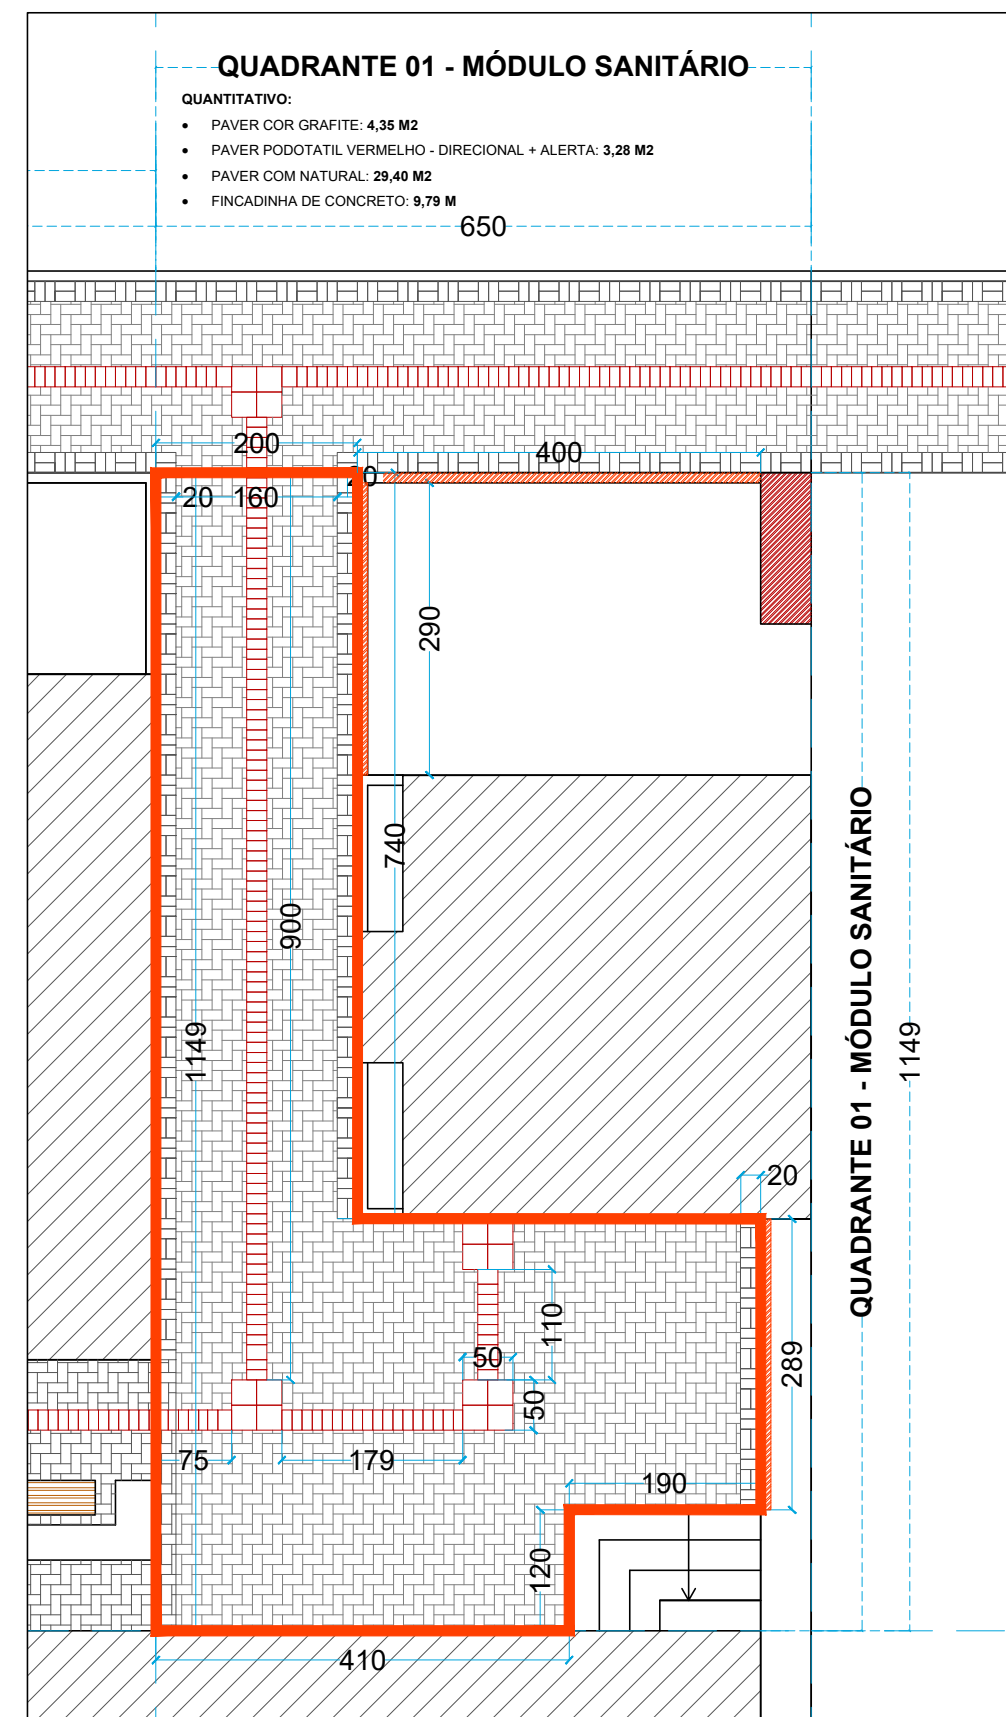 QUADRANTE 01 - MÓDULO SANITÁRIO
QUANTITATIVO:
• PAVER COR GRAFITE: 4,35 M2
• PAVER PODOTATIL VERMELHO - DIRECIONAL + ALERTA: 3,28 M2
• PAVER COM NATURAL: 29,40 M2
• FINCADINHA DE CONCRETO: 9,79 M
650
200
400
20
20 160
290
740
900
1149
QUADRANTE 01 - MÓDULO SANITÁRIO
1149
20
110
50
50
289
75
179
190
120
410